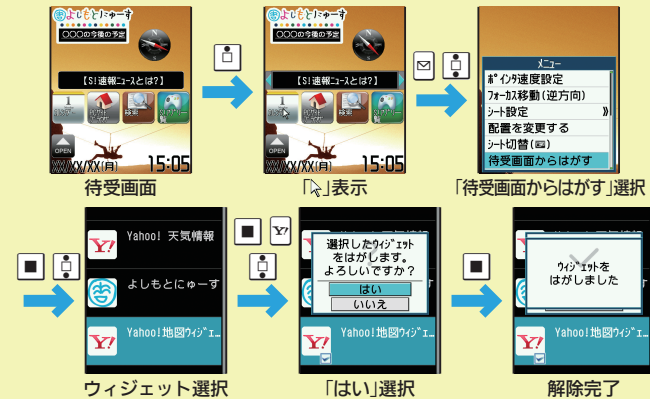 よしもとにゅーす
○○○の今後の予定
【S!速報ニュースとは?】
検索
OPEN
XX/XX/XX(月) 15:05
待受画面
よしもとにゅーす
○○○の今後の予定
【S!速報ニュースとは?】
検索
OPEN
XX/XX/XX(月) 15:05
「」表示
メニュー
ポインタ速度設定
フォーカス移動(逆方向)
シート設定 》
配置を変更する
シート切替()
待受画面からはがす
「待受画面からはがす」選択
Yahoo! 天気情報
よしもとにゅーす
Yahoo!地図ウィジェ…
ウィジェット選択
Y!
選択したウィジェット
をはがします。
よろしいですか?
はい
いいえ
Yahoo!地図ウィジェ…
「はい」選択
ウィジェットを
はがしました
Yahoo!地図ウィジェ…
解除完了